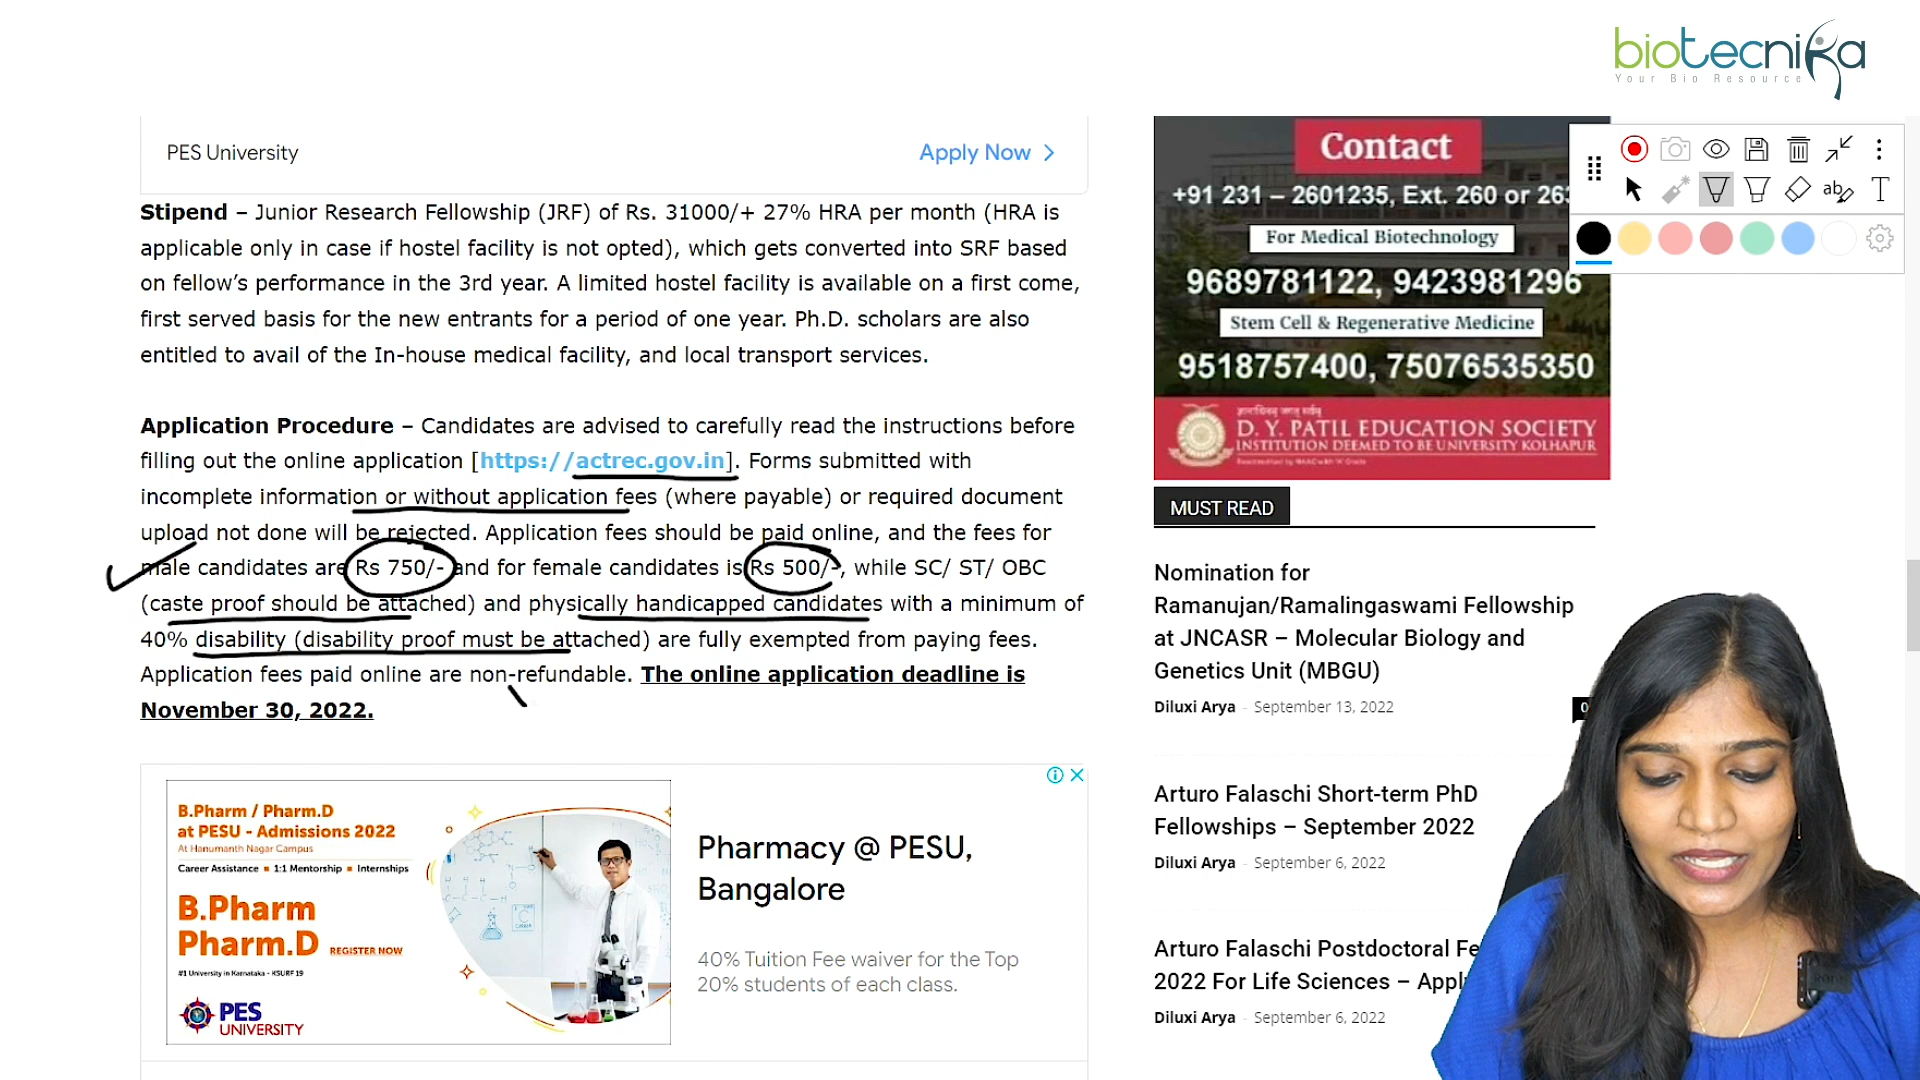 biotecnika
Your Bio Resource
PES University
Apply Now
Stipend – Junior Research Fellowship (JRF) of Rs. 31000/+ 27% HRA per month (HRA is
applicable only in case if hostel facility is not opted), which gets converted into SRF based
on fellow’s performance in the 3rd year. A limited hostel facility is available on a first come,
first served basis for the new entrants for a period of one year. Ph.D. scholars are also
entitled to avail of the In-house medical facility, and local transport services.
Application Procedure – Candidates are advised to carefully read the instructions before
filling out the online application [https://actrec.gov.in]. Forms submitted with
incomplete information or without application fees (where payable) or required document
upload not done will be rejected. Application fees should be paid online, and the fees for
male candidates are Rs 750/- and for female candidates is Rs 500/-, while SC/ ST/ OBC
(caste proof should be attached) and physically handicapped candidates with a minimum of
40% disability (disability proof must be attached) are fully exempted from paying fees.
Application fees paid online are non-refundable. The online application deadline is
November 30, 2022.
B.Pharm / Pharm.D
at PESU - Admissions 2022
At Hanumanth Nagar Campus
Career Assistance ■ 1:1 Mentorship ■ Internships
B.Pharm
Pharm.D REGISTER NOW
#1 University in Karnataka - KSURF 19
PES
UNIVERSITY
Pharmacy @ PESU,
Bangalore
40% Tuition Fee waiver for the Top
20% students of each class.
Contact
+91 231 – 2601235, Ext. 260 or
For Medical Biotechnology
9689781122, 9423981296
Stem Cell & Regenerative Medicine
9518757400, 75076535350
D. Y. PATIL EDUCATION SOCIETY
INSTITUTION DEEMED TO BE UNIVERSITY KOLHAPUR
ab
T
MUST READ
Nomination for
Ramanujan/Ramalingaswami Fellowship
at JNCASR – Molecular Biology and
Genetics Unit (MBGU)
Diluxi Arya - September 13, 2022
0
Arturo Falaschi Short-term PhD
Fellowships – September 2022
Diluxi Arya - September 6, 2022
Arturo Falaschi Postdoctoral Fe
2022 For Life Sciences – Appl
Diluxi Arya - September 6, 2022